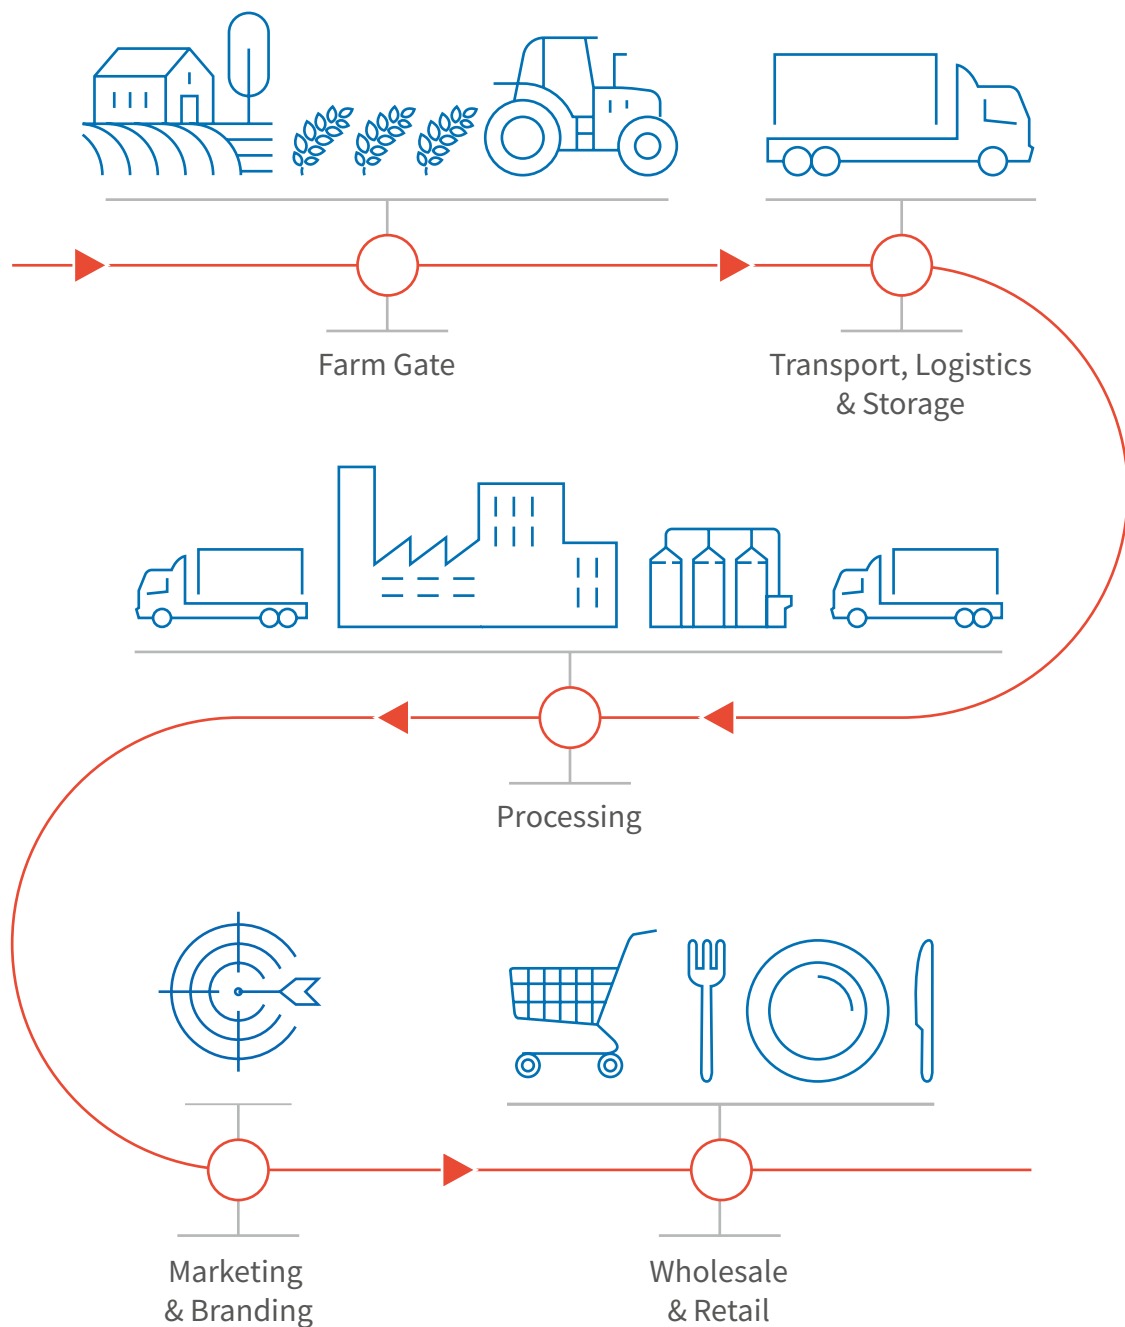 Farm Gate
Transport, Logistics
& Storage
Processing
Marketing
& Branding
Wholesale
& Retail